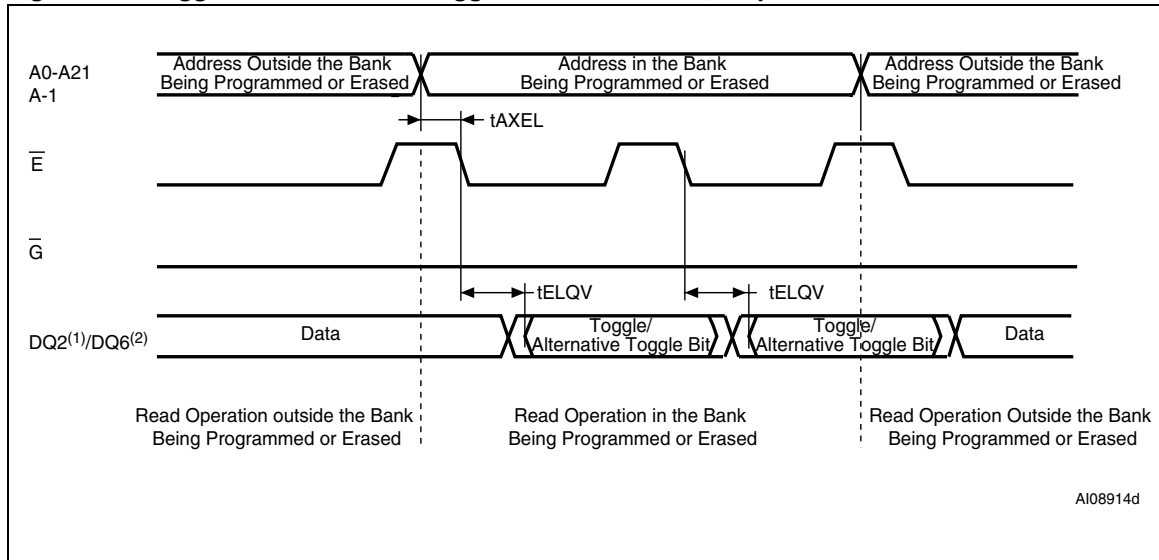 A0-A21
A-1
Address Outside the Bank
Being Programmed or Erased
Address in the Bank
Being Programmed or Erased
Address Outside the Bank
Being Programmed or Erased
tAXEL
E
G
tELQV
tELQV
DQ2(1)/DQ6(2)
Data
Toggle/
Alternative Toggle Bit
Toggle/
Alternative Toggle Bit
Data
Read Operation outside the Bank
Being Programmed or Erased
Read Operation in the Bank
Being Programmed or Erased
Read Operation Outside the Bank
Being Programmed or Erased
AI08914d